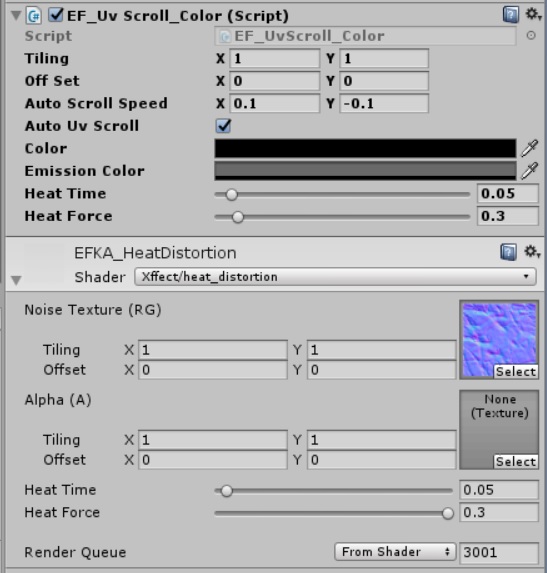 EF_Uv Scroll_Color (Script)
Script EF_UvScroll_Color
Tiling X 1 Y 1
Off Set X 0 Y 0
Auto Scroll Speed X 0.1 Y -0.1
Auto Uv Scroll
Color
Emission Color
Heat Time 0.05
Heat Force 0.3
EFKA_HeatDistortion
Shader Xffect/heat_distortion
Noise Texture (RG)
Tiling X 1 Y 1
Offset X 0 Y 0
Select
Alpha (A)
None
(Texture)
Tiling X 1 Y 1
Offset X 0 Y 0
Select
Heat Time 0.05
Heat Force 0.3
Render Queue From Shader 3001